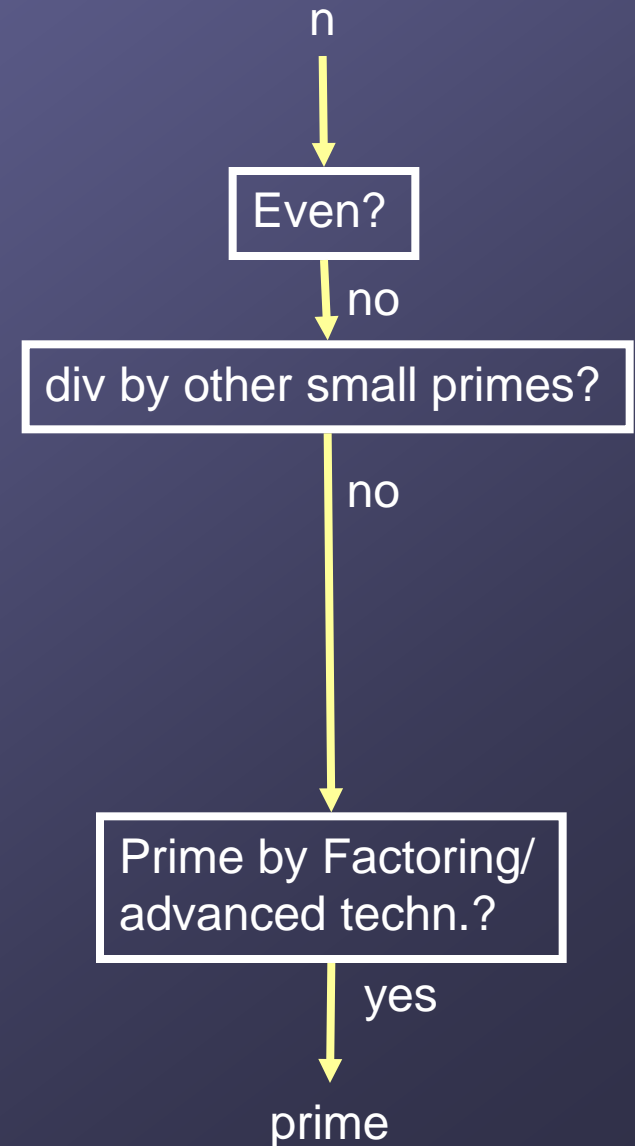 n
Even?
no
div by other small primes?
no
Prime by Factoring/
advanced techn.?
yes
prime